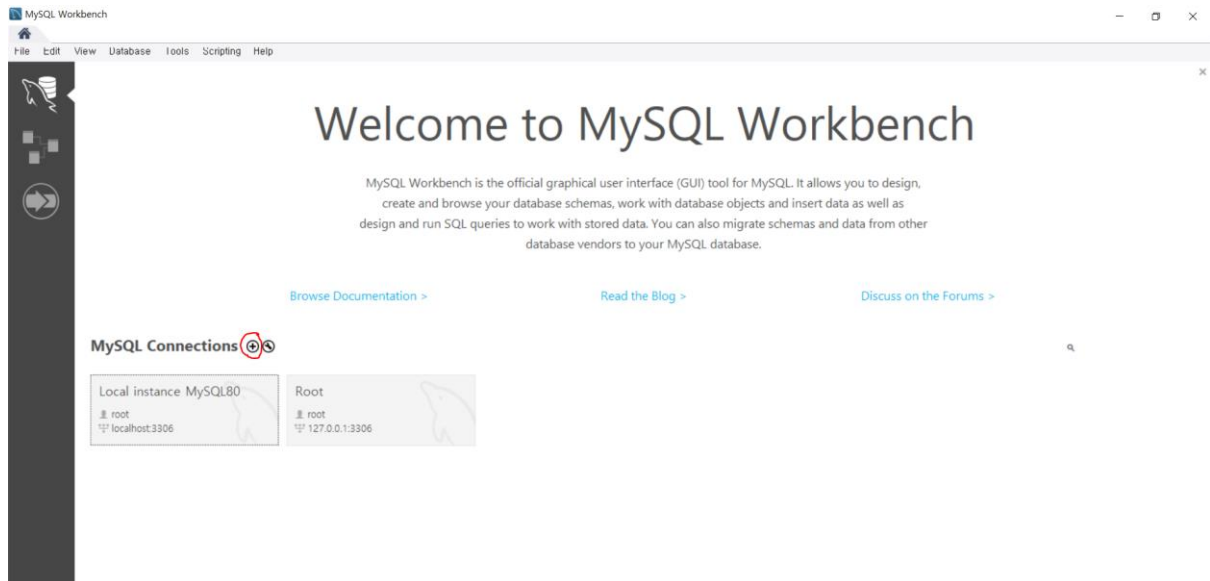 MySQL Workbench
File Edit View Database Tools Scripting Help
Welcome to MySQL Workbench
MySQL Workbench is the official graphical user interface (GUI) tool for MySQL. It allows you to design,
create and browse your database schemas, work with database objects and insert data as well as
design and run SQL queries to work with stored data. You can also migrate schemas and data from other
database vendors to your MySQL database.
Browse Documentation > Read the Blog > Discuss on the Forums >
MySQL Connections
Local instance MySQL80
root
localhost:3306
Root
root
127.0.0.1:3306